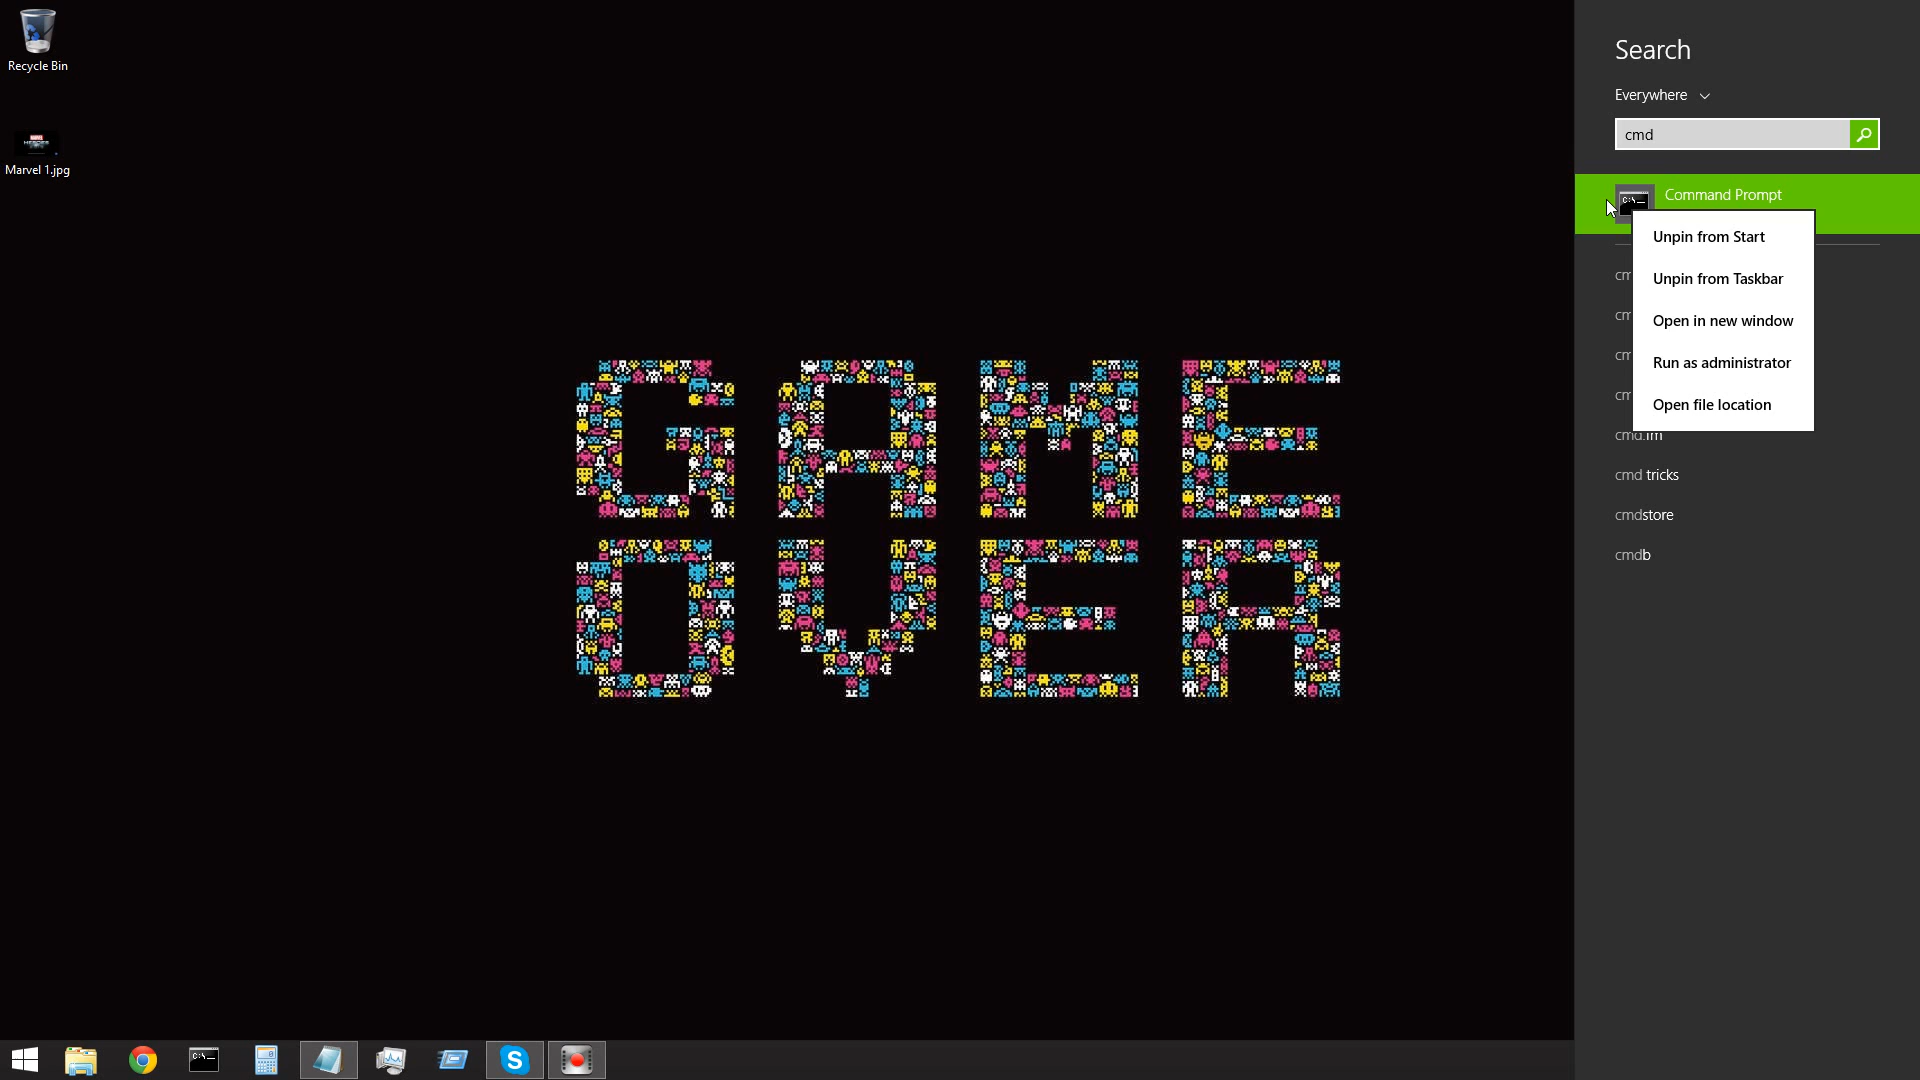 Recycle Bin
Marvel 1.jpg
GAME
OVER
Search
Everywhere
cmd
Command Prompt
Unpin from Start
Unpin from Taskbar
Open in new window
Run as administrator
Open file location
cmd tricks
cmdstore
cmdb